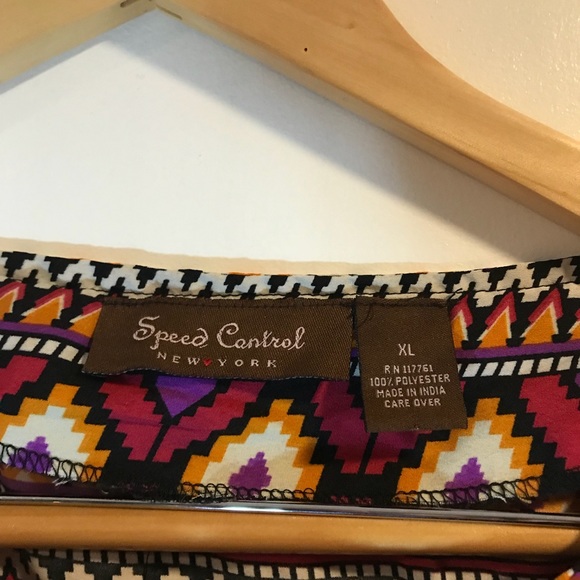 Speed Control
NEW YORK
XL
RN 117761
100% POLYESTER
MADE IN INDIA
CARE OVER